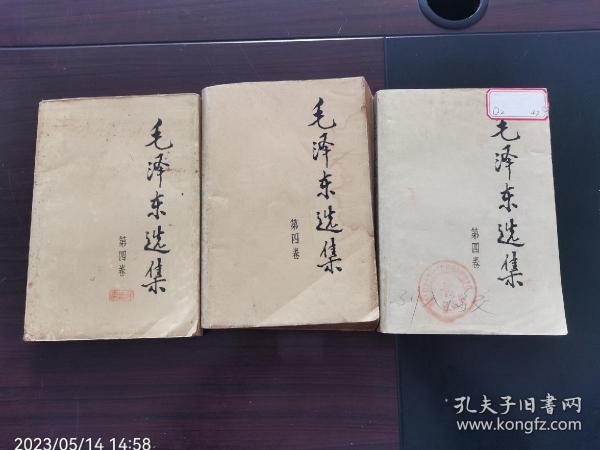 毛泽东选集
第四卷
毛泽东选集
第四卷
毛泽东选集
第四卷
2023/05/14 14:58
孔夫子旧书网
www.kongfz.com